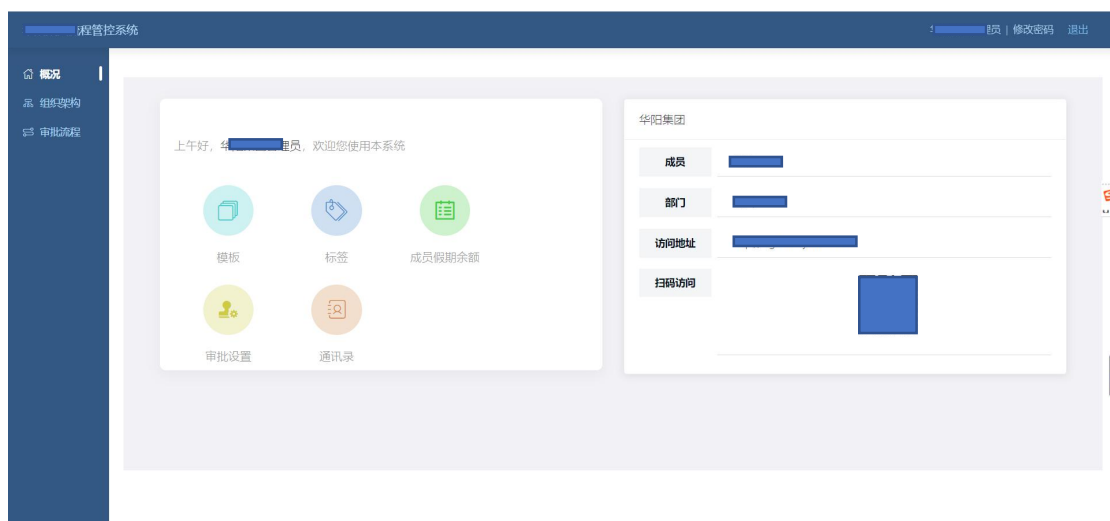 程管控系统
员 | 修改密码 退出
概况
组织架构
审批流程
上午好, 华
理员, 欢迎您使用本系统
模板
标签
成员假期余额
审批设置
通讯录
华阳集团
成员
部门
访问地址
扫码访问